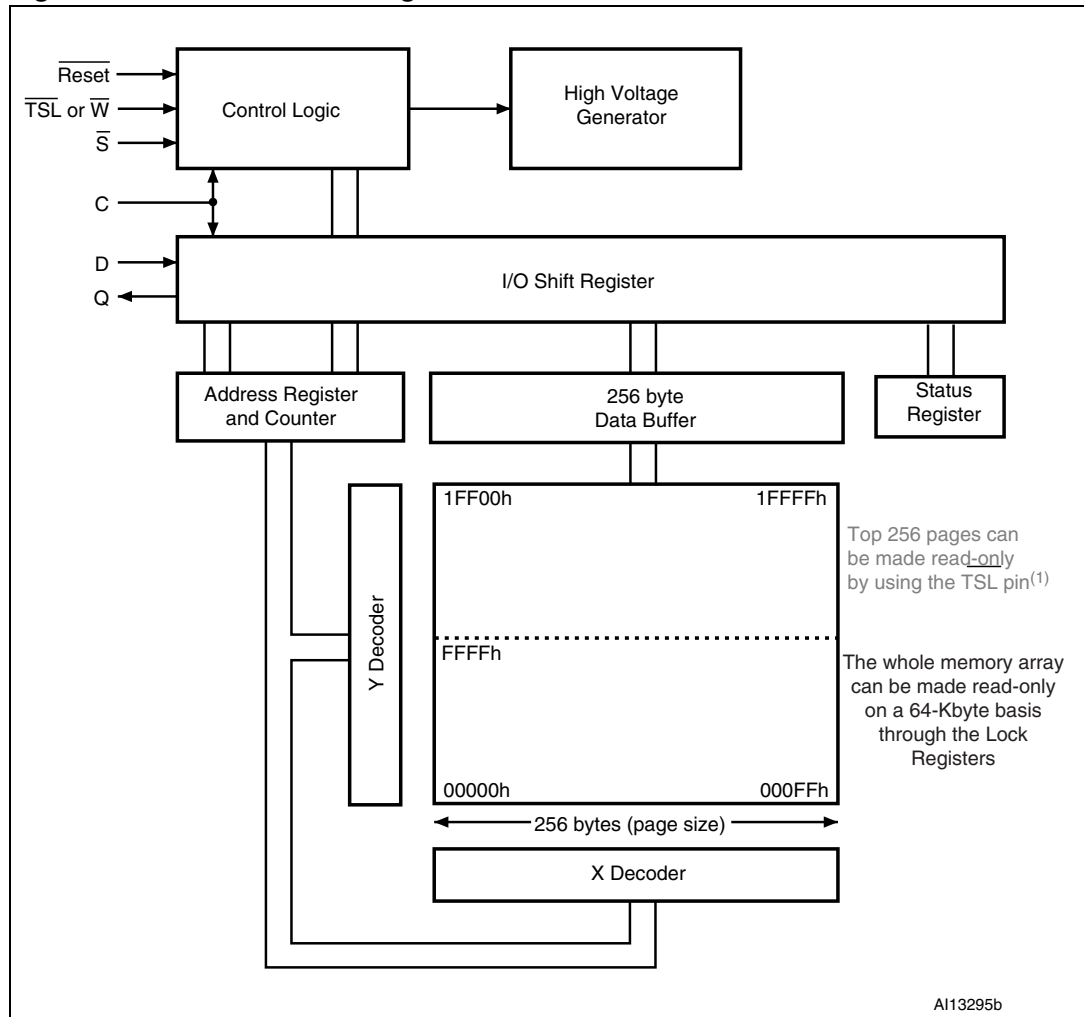 Reset
TSL or W
S
C
D
Q
Control Logic
High Voltage
Generator
I/O Shift Register
Address Register
and Counter
256 byte
Data Buffer
Status
Register
Y Decoder
1FF00h
1FFFFh
Top 256 pages can
be made read-only
by using the TSL pin(1)
FFFFh
The whole memory array
can be made read-only
on a 64-Kbyte basis
through the Lock
Registers
00000h
000FFh
256 bytes (page size)
X Decoder
AI13295b